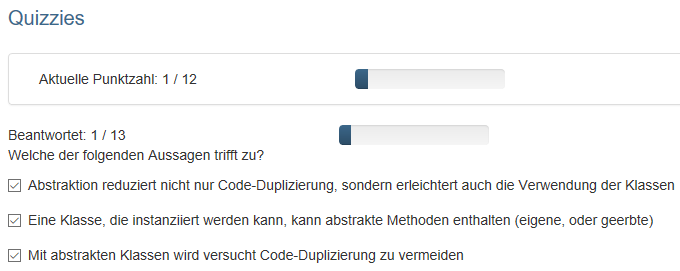 Quizzies
Aktuelle Punktzahl: 1 / 12
Beantwortet: 1 / 13
Welche der folgenden Aussagen trifft zu?
Abstraktion reduziert nicht nur Code-Duplizierung, sondern erleichtert auch die Verwendung der Klassen
Eine Klasse, die instanziiert werden kann, kann abstrakte Methoden enthalten (eigene, oder geerbte)
Mit abstrakten Klassen wird versucht Code-Duplizierung zu vermeiden